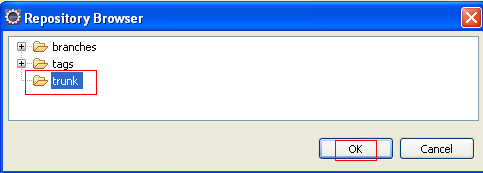 Repository Browser
branches
tags
trunk
OK
Cancel